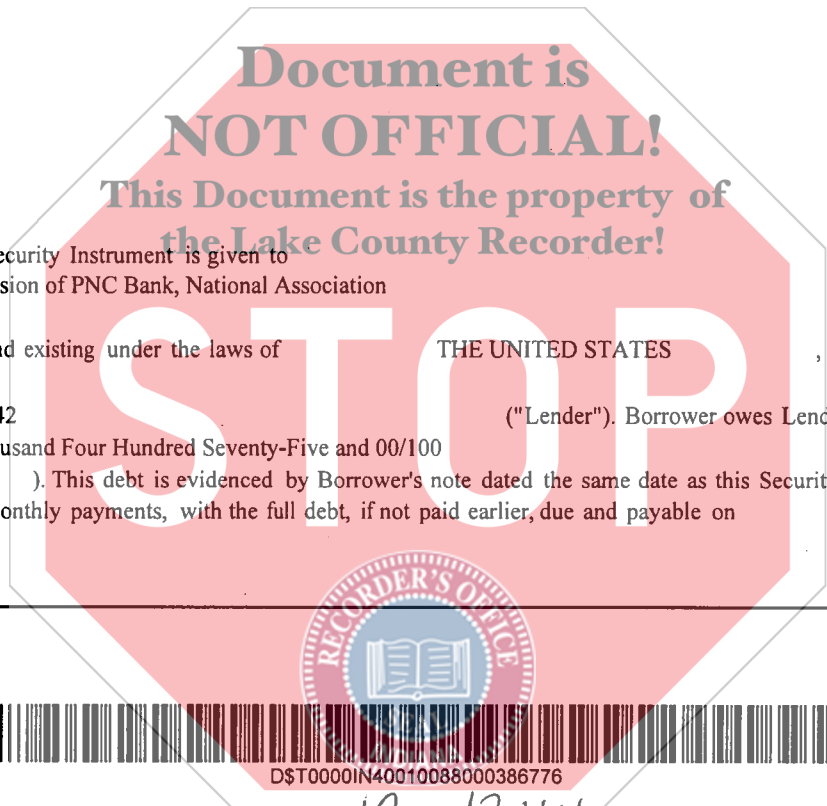 Document is
NOT OFFICIAL!
This Document is the property of
the Lake County Recorder!
ecurity Instrument is given to
sion of PNC Bank, National Association
d existing under the laws of THE UNITED STATES ,
42 ("Lender"). Borrower owes Lend
usand Four Hundred Seventy-Five and 00/100
). This debt is evidenced by Borrower's note dated the same date as this Securit
onthly payments, with the full debt, if not paid earlier, due and payable on
STOP
RECORDER'S OFFICE
SEAL
INDIANA
D$T0000IN40010088000386776